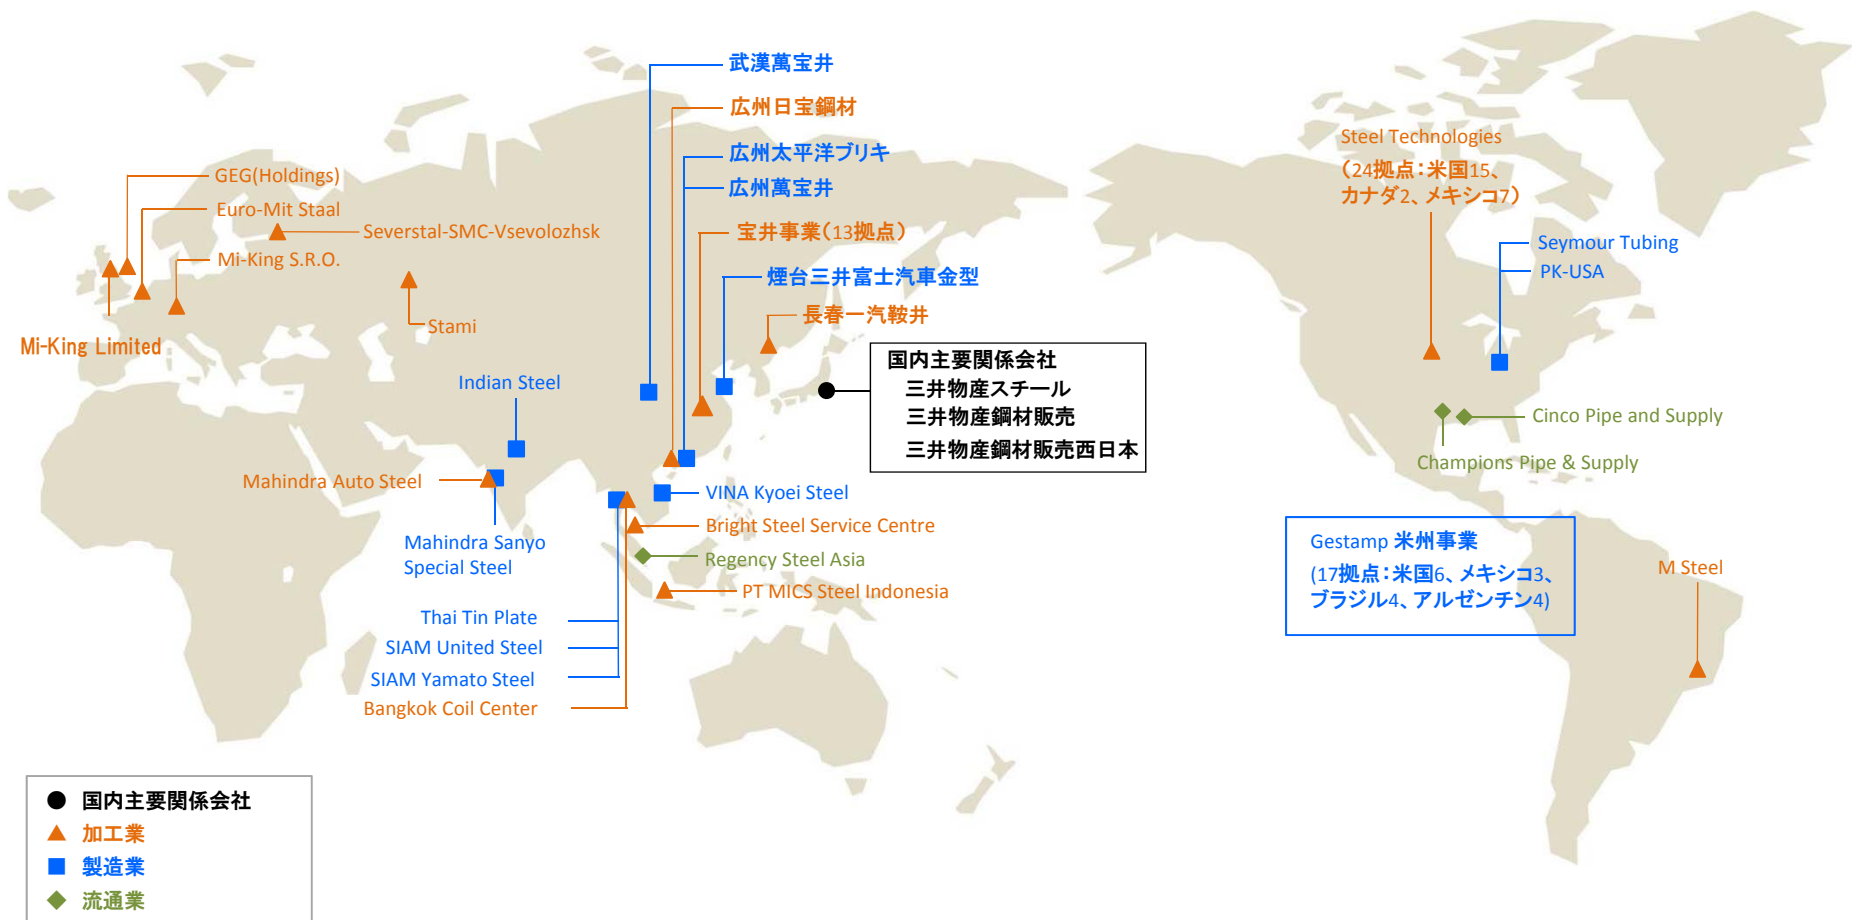 武漢萬宝井
広州日宝鋼材
広州太平洋ブリキ
広州萬宝井
宝井事業(13拠点)
煙台三井富士汽車金型
長春一汽鞍井
GEG(Holdings)
Euro-Mit Staal
Severstal-SMC-Vsevolozhsk
Mi-King S.R.O.
Stami
Mi-King Limited
Indian Steel
Mahindra Auto Steel
Mahindra Sanyo
Special Steel
国内主要関係会社
三井物産スチール
三井物産鋼材販売
三井物産鋼材販売西日本
VINA Kyoei Steel
Bright Steel Service Centre
Regency Steel Asia
PT MICS Steel Indonesia
Thai Tin Plate
SIAM United Steel
SIAM Yamato Steel
Bangkok Coil Center
Steel Technologies
(24拠点:米国15、
カナダ2、メキシコ7)
Seymour Tubing
PK-USA
Cinco Pipe and Supply
Champions Pipe & Supply
Gestamp 米州事業
(17拠点:米国6、メキシコ3、
ブラジル4、アルゼンチン4)
M Steel
国内主要関係会社
加工業
製造業
流通業